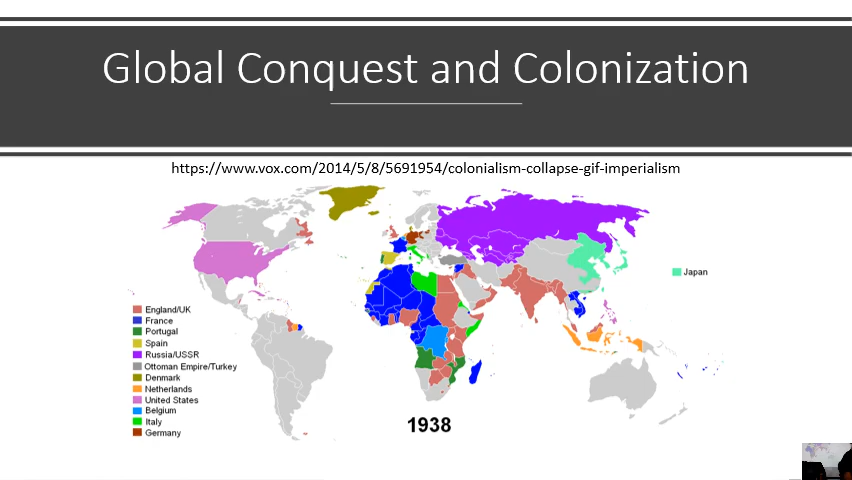 Global Conquest and Colonization
https://www.vox.com/2014/5/8/5691954/colonialism-collapse-gif-imperialism
Japan
England/UK
France
Portugal
Spain
Russia/USSR
Ottoman Empire/Turkey
Denmark
Netherlands
United States
Belgium
Italy
Germany
1938